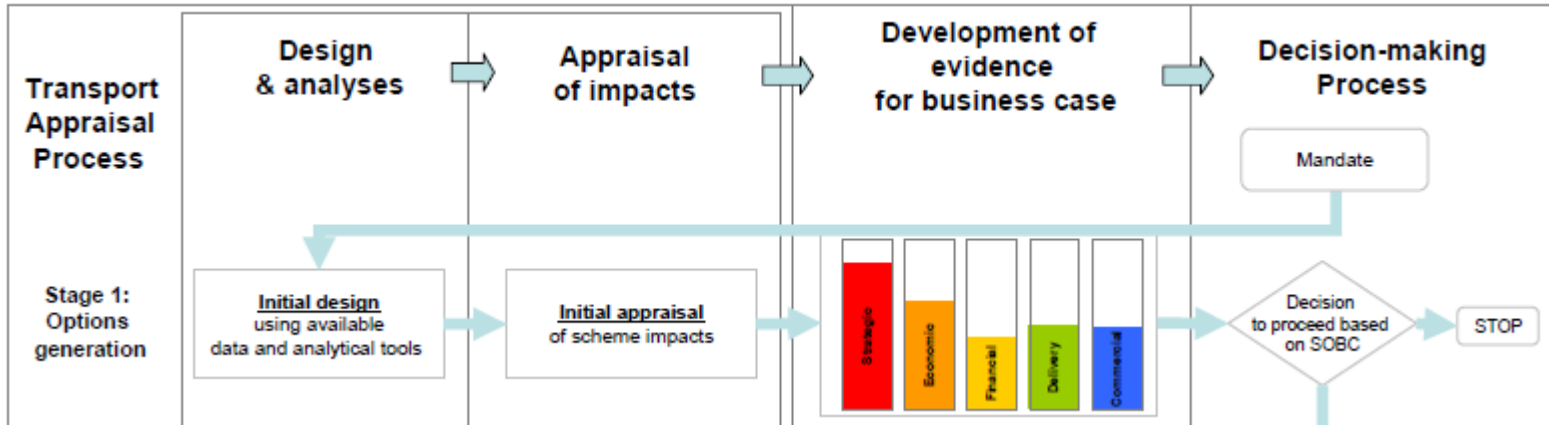 Transport
Appraisal
Process
Design
& analyses
Appraisal
of impacts
Development of
evidence
for business case
Decision-making
Process
Mandate
Stage 1:
Options
generation
Initial design
using available
data and analytical tools
Initial appraisal
of scheme impacts
Strategic
Economic
Financial
Delivery
Commercial
Decision
to proceed based
on SOBC
STOP